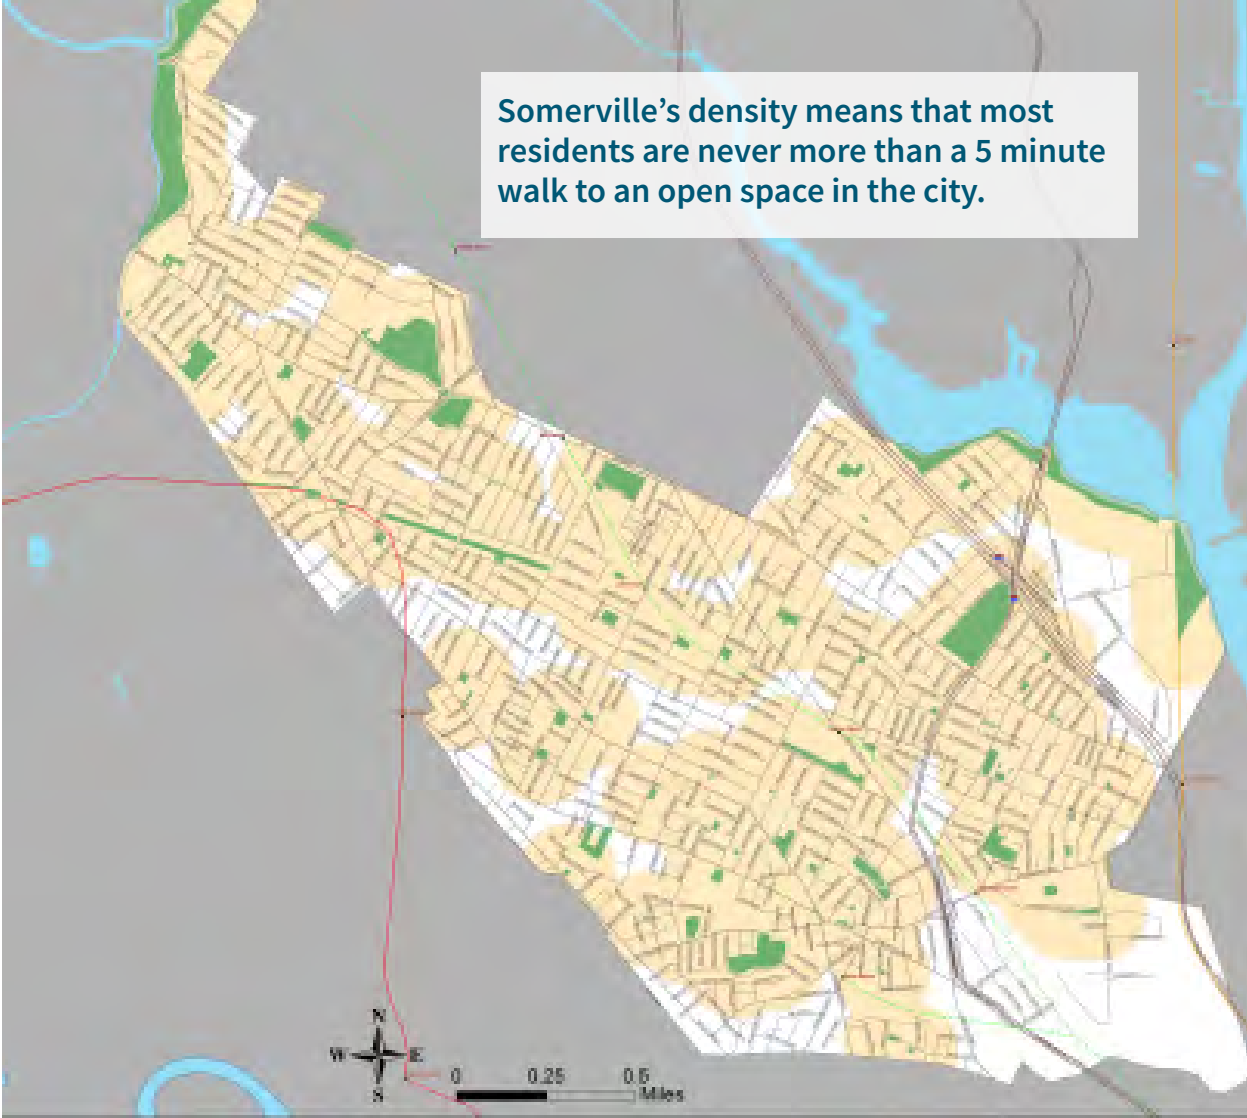 Somerville’s density means that most
residents are never more than a 5 minute
walk to an open space in the city.
N
W E
S
0 0.25 0.5
Miles